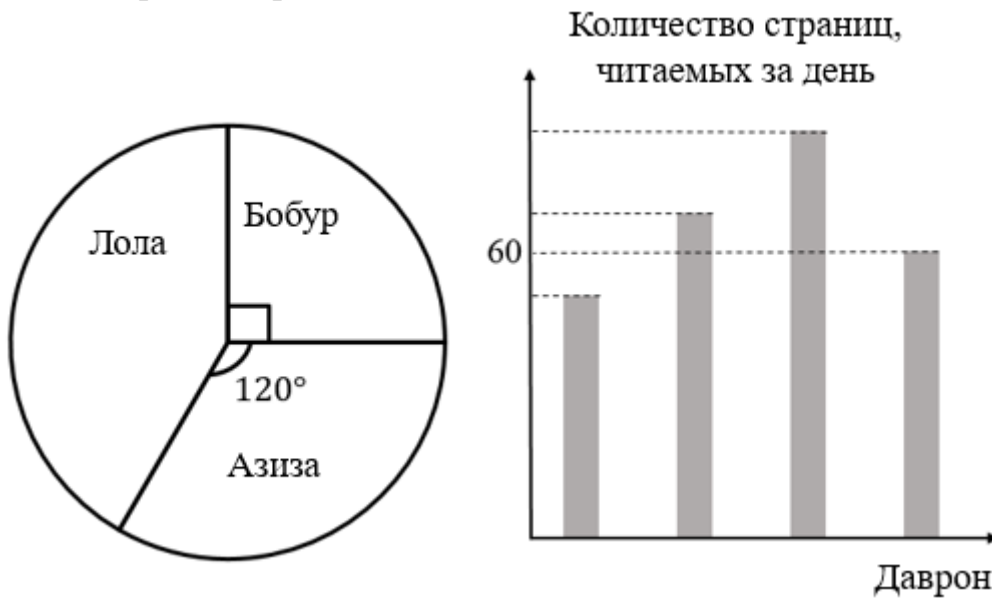 Количество страниц,
читаемых за день
Лола
Бобур
120°
Азиза
60
Даврон